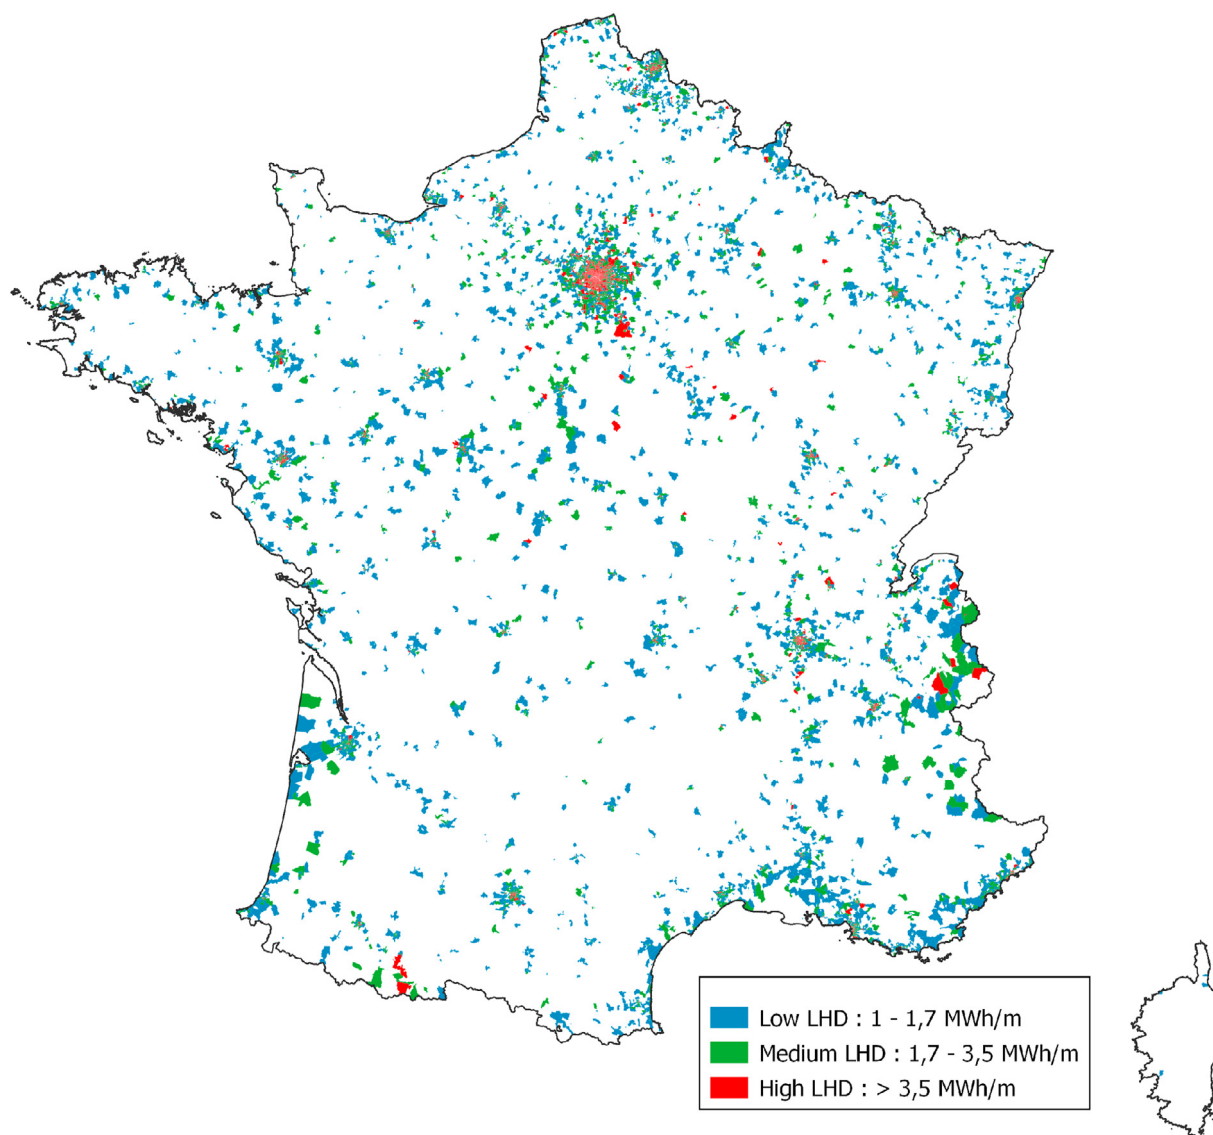 Low LHD : 1 - 1,7 MWh/m
Medium LHD : 1,7 - 3,5 MWh/m
High LHD : > 3,5 MWh/m